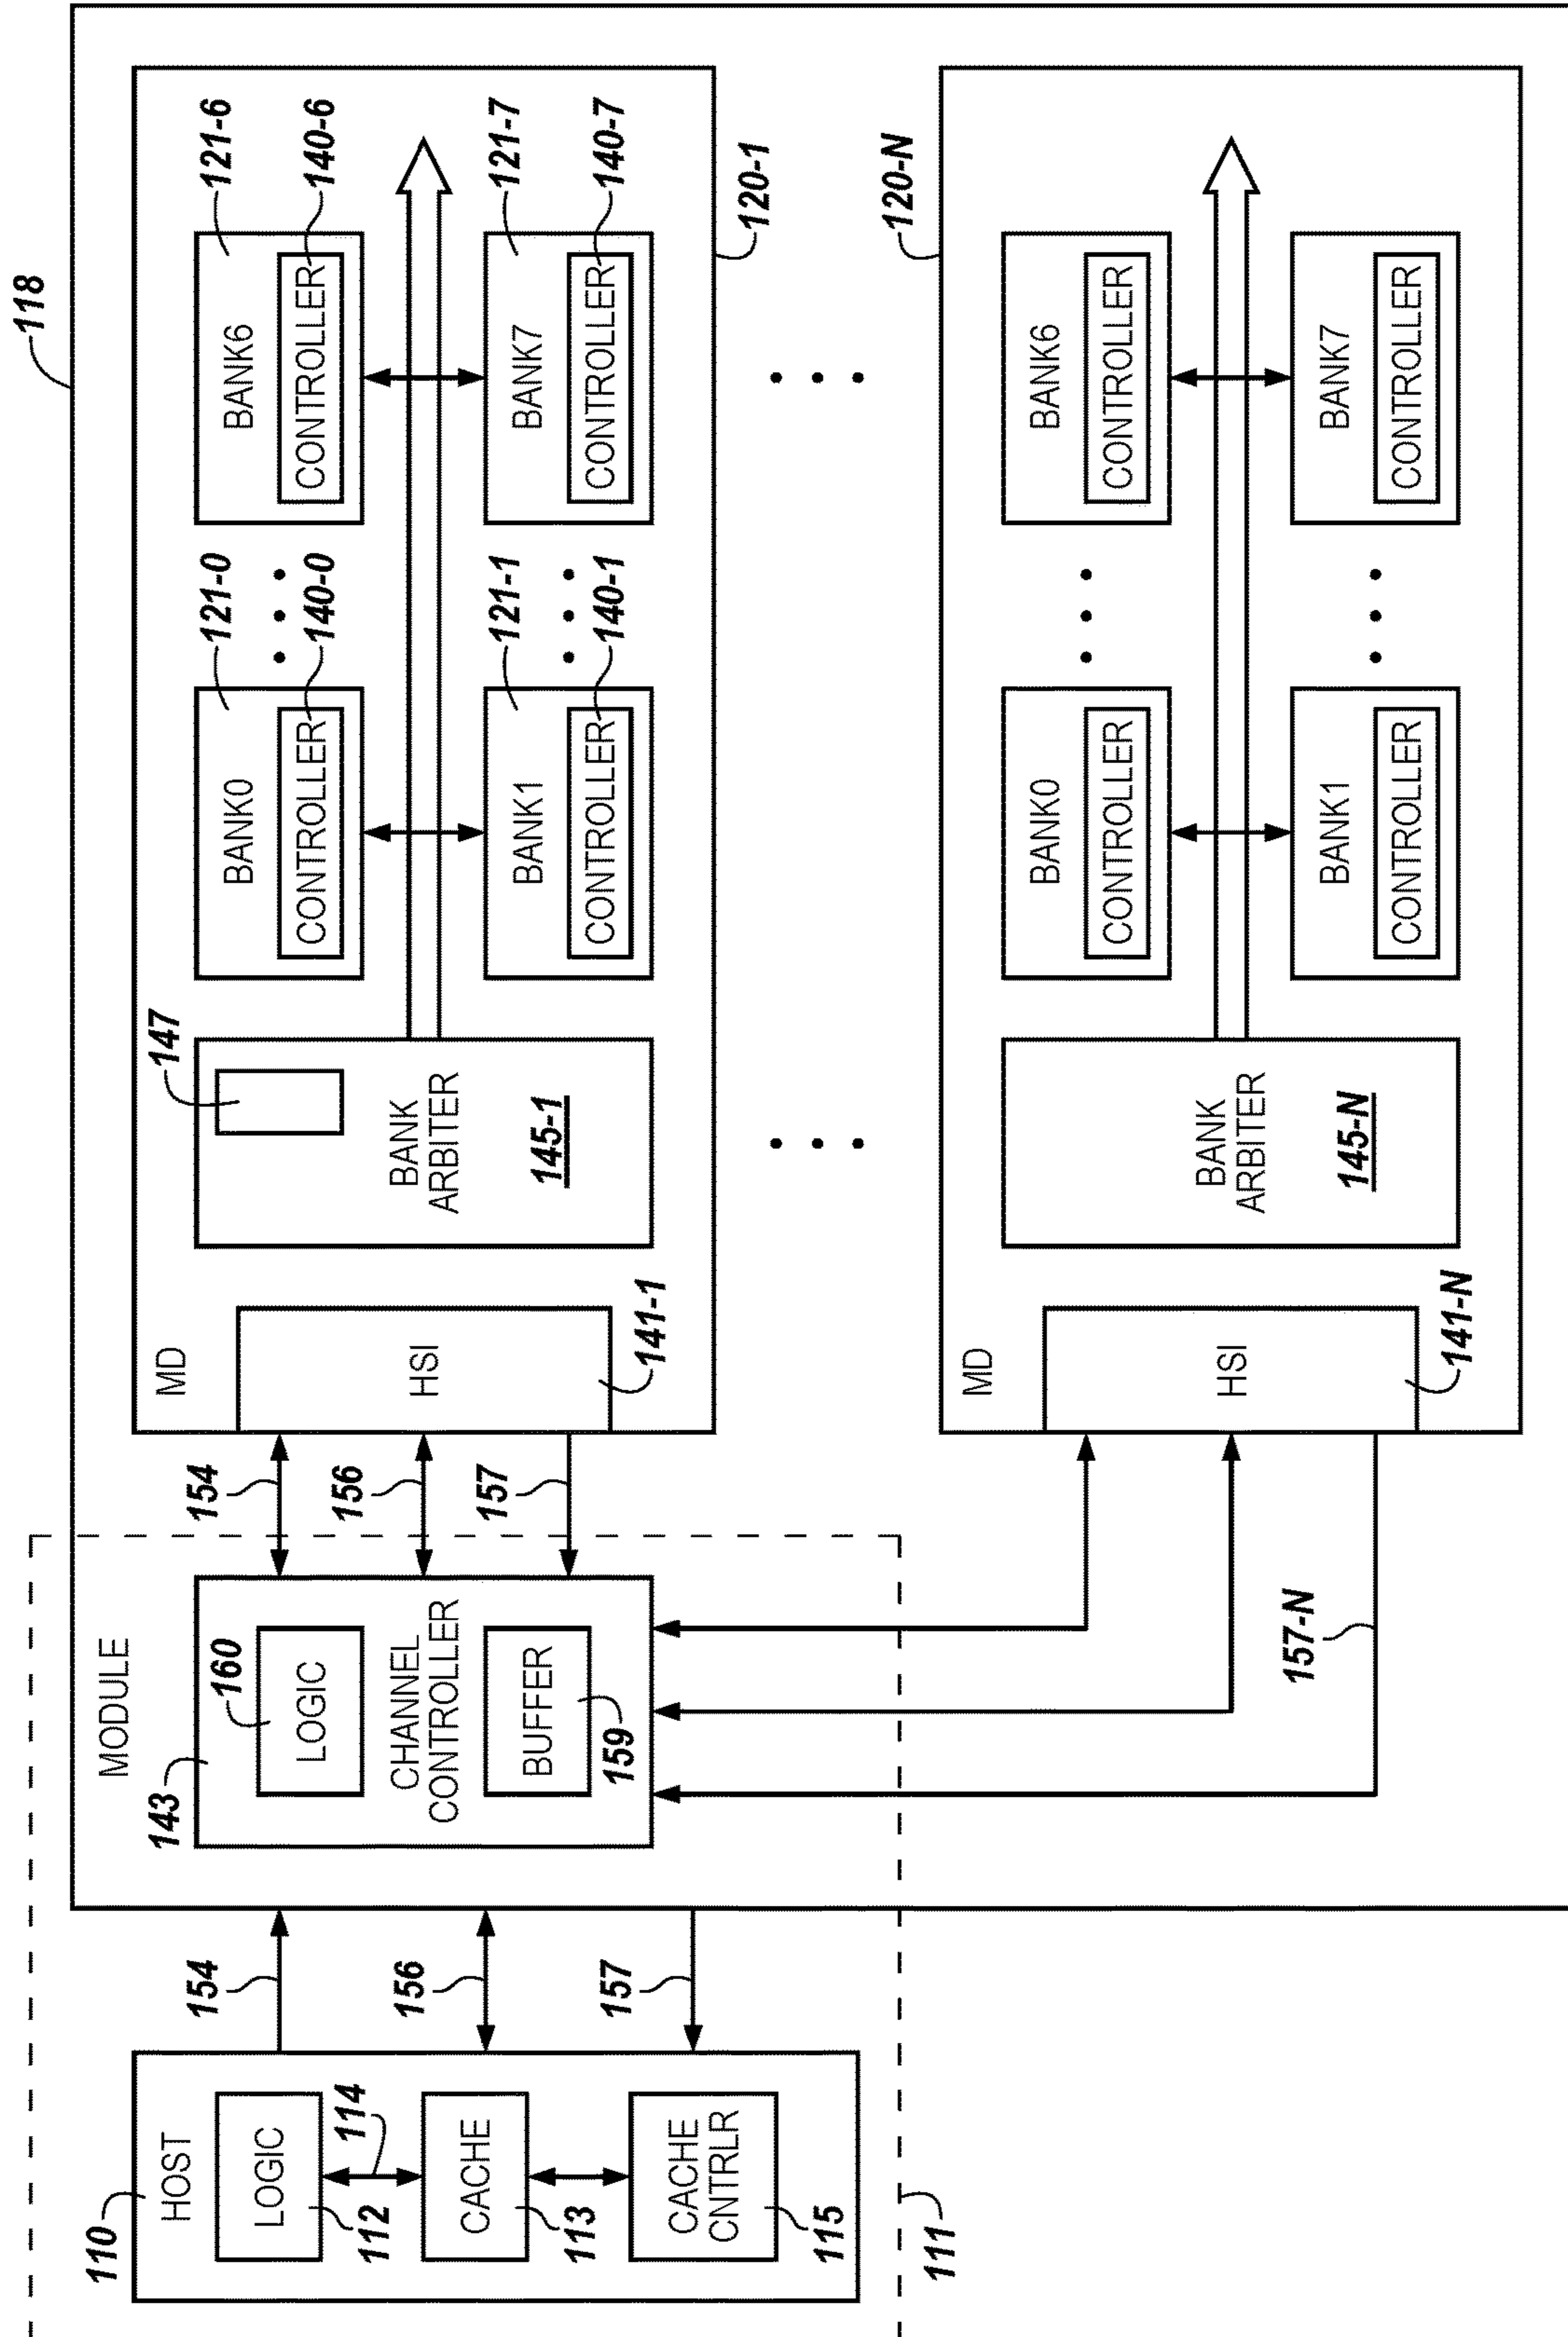 118
MODULE
143
160
LOGIC
CHANNEL
CONTROLLER
BUFFER
159
110
HOST
LOGIC
112
114
CACHE
113
CACHE
CNTRLR
115
111
154
156
157
154
156
157
157-N
MD
HSI
141-1
147
BANK
ARBITER
145-1
BANK0
CONTROLLER
121-0
140-0
BANK6
CONTROLLER
121-6
140-6
BANK1
CONTROLLER
121-1
140-1
BANK7
CONTROLLER
121-7
140-7
120-1
120-N
MD
HSI
141-N
BANK
ARBITER
145-N
BANK0
CONTROLLER
BANK6
CONTROLLER
BANK1
CONTROLLER
BANK7
CONTROLLER